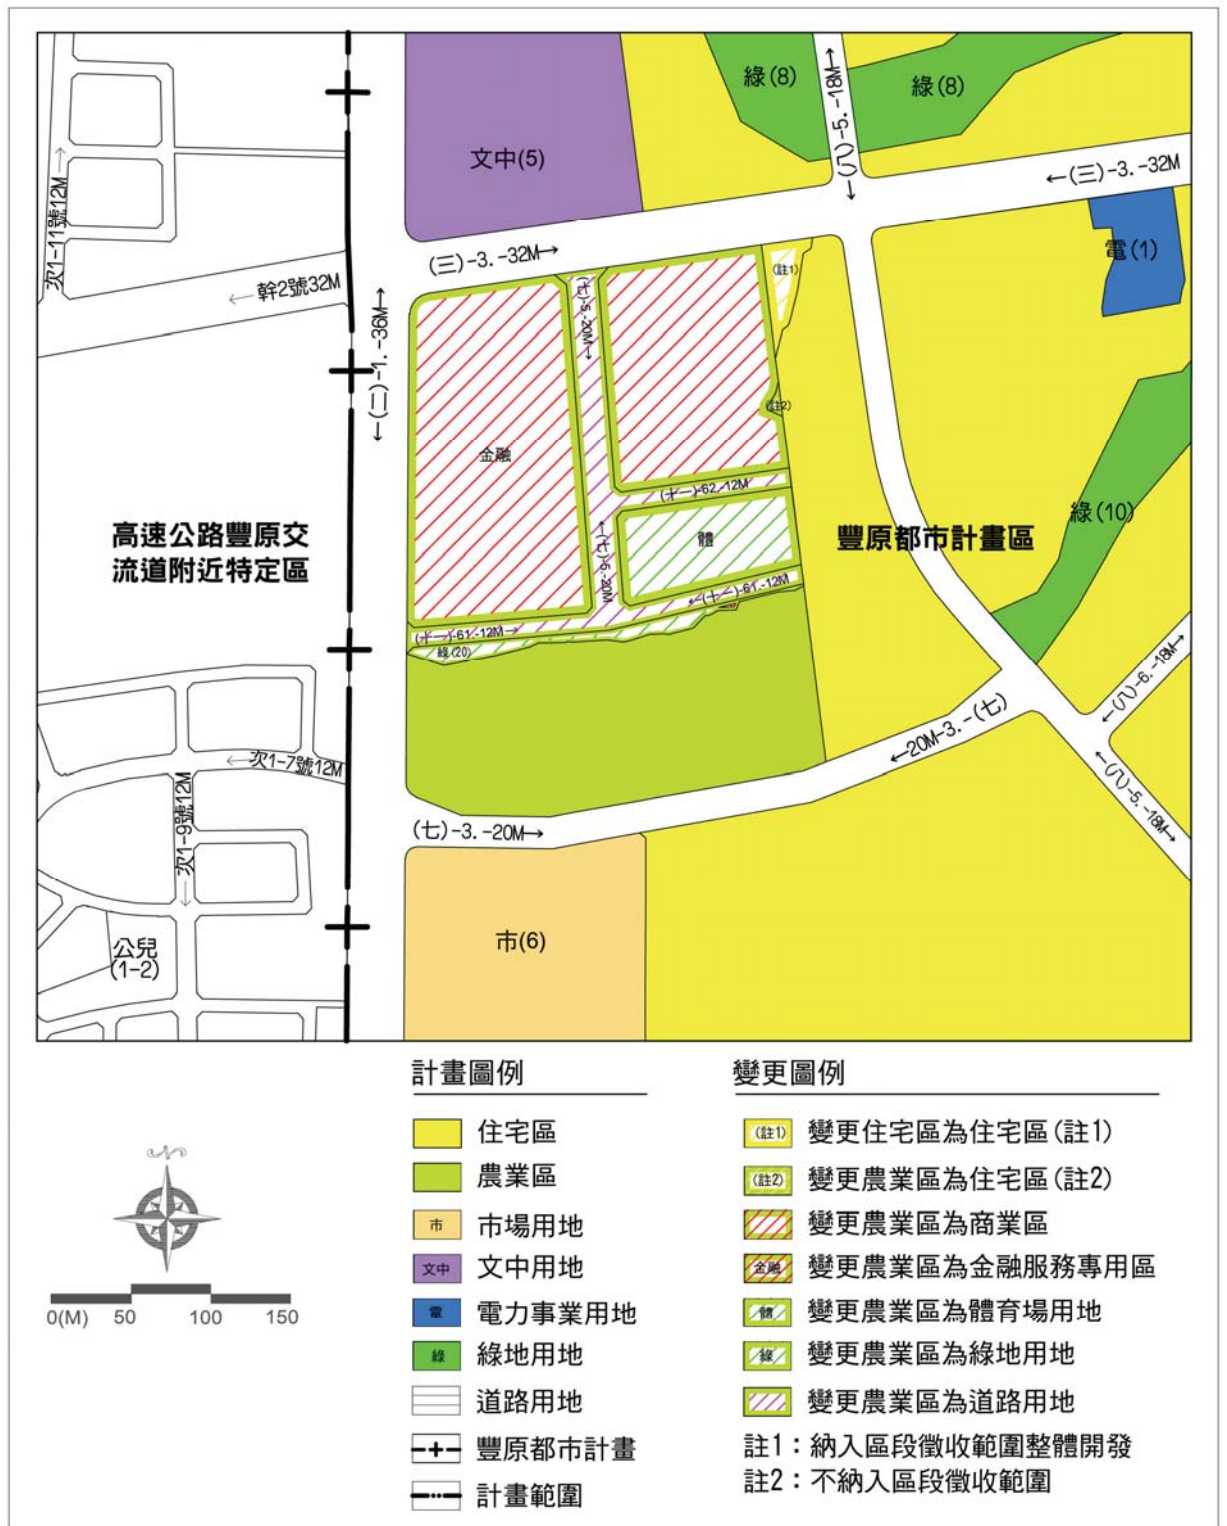 綠(8)
綠(8)
←(八)-5.-18M→
文中(5)
←(三)-3.-32M
次1-11號12M→
(三)-3.-32M→
電(1)
(註1)
←幹2號32M
←(二)-1.-36M→
(七)-5.-20M→
(註2)
金融
(十一)-62.-12M
綠(10)
體
高速公路豐原交
流道附近特定區
豐原都市計畫區
←(七)-5.-20M
←(十一)-61.-12M
(十一)-61.-12M→
綠(20)
←(八)-6.-18M→
←20M-3.-(七)
←次1-7號12M
←次1-9號12M
←(八)-5.-18M→
(七)-3.-20M→
市(6)
公兒
(1-2)
計畫圖例
住宅區
農業區
市 市場用地
文中 文中用地
電 電力事業用地
綠 綠地用地
道路用地
豐原都市計畫
計畫範圍
變更圖例
(註1) 變更住宅區為住宅區(註1)
(註2) 變更農業區為住宅區(註2)
變更農業區為商業區
金融 變更農業區為金融服務專用區
體 變更農業區為體育場用地
綠 變更農業區為綠地用地
變更農業區為道路用地
註1：納入區段徵收範圍整體開發
註2：不納入區段徵收範圍
N
0(M) 50 100 150